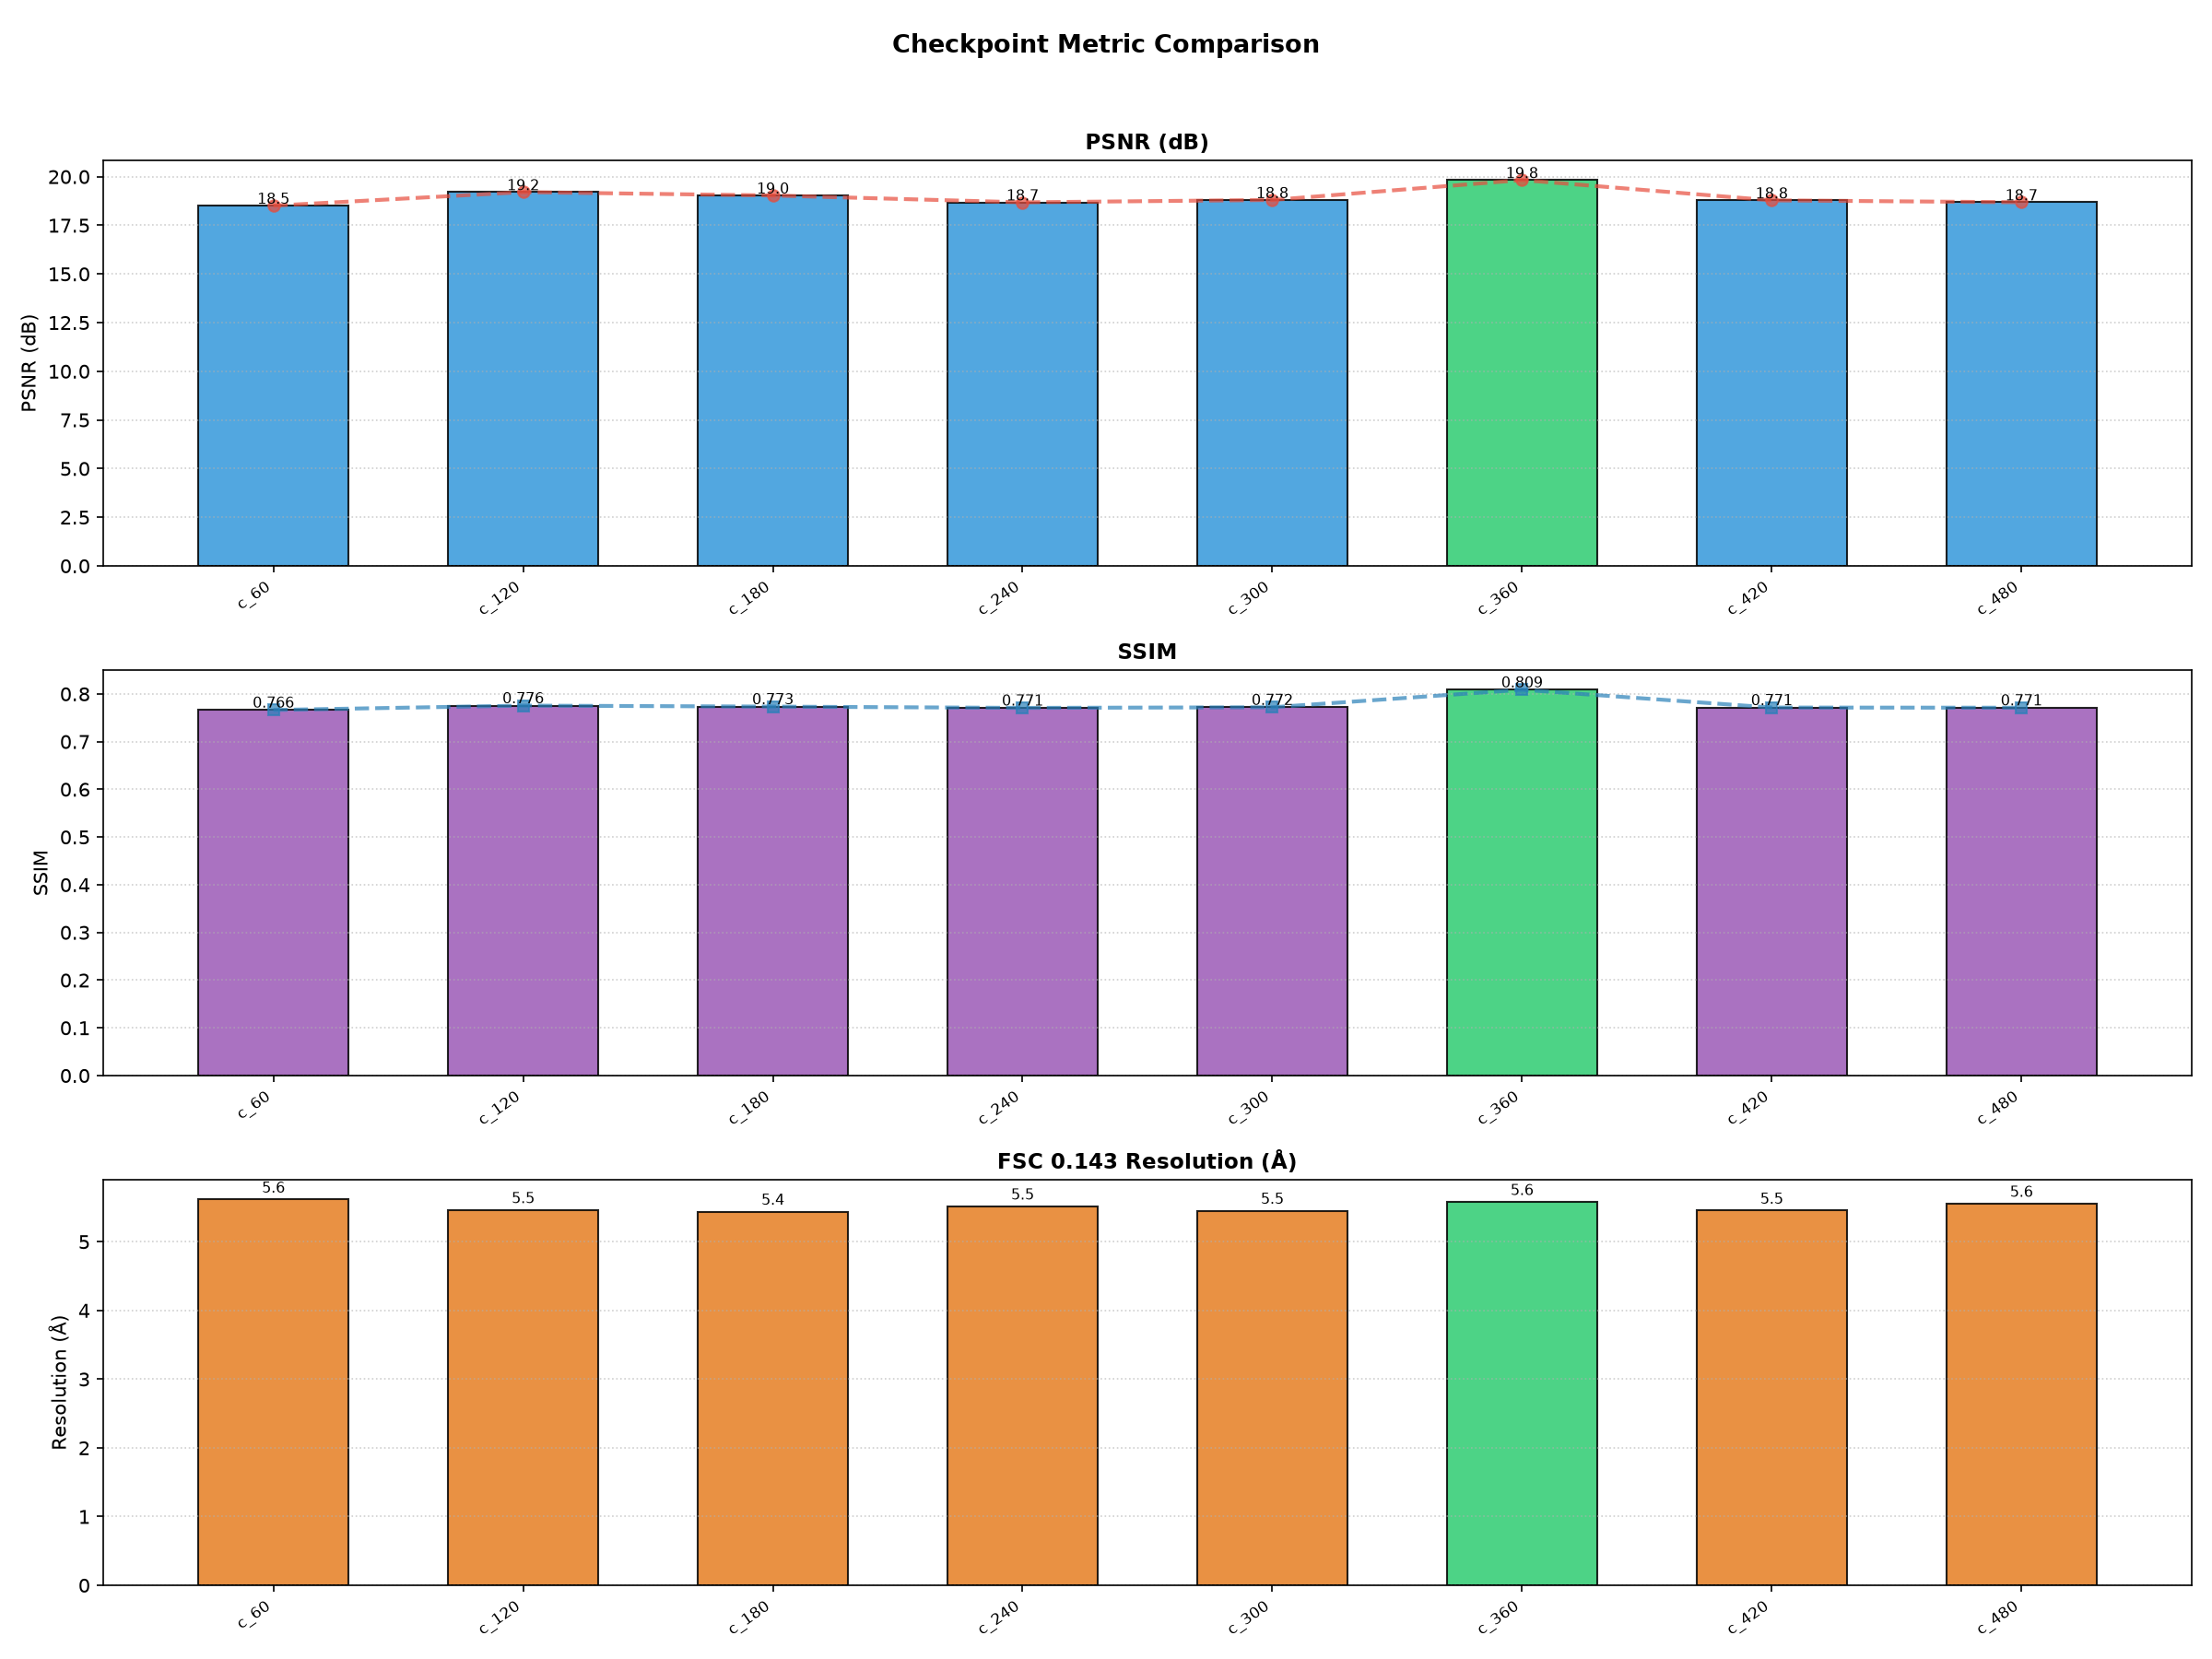 Checkpoint Metric Comparison
PSNR (dB)
20.0
17.5
15.0
12.5
10.0
7.5
5.0
2.5
0.0
PSNR (dB)
18.5 19.2 19.0 18.7 18.8 19.8 18.8 18.7
c_60 c_120 c_180 c_240 c_300 c_360 c_420 c_480
SSIM
0.8
0.7
0.6
0.5
0.4
0.3
0.2
0.1
0.0
SSIM
0.766 0.776 0.773 0.771 0.772 0.809 0.771 0.771
c_60 c_120 c_180 c_240 c_300 c_360 c_420 c_480
FSC 0.143 Resolution (Å)
5
4
3
2
1
0
Resolution (Å)
5.6 5.5 5.4 5.5 5.5 5.6 5.5 5.6
c_60 c_120 c_180 c_240 c_300 c_360 c_420 c_480